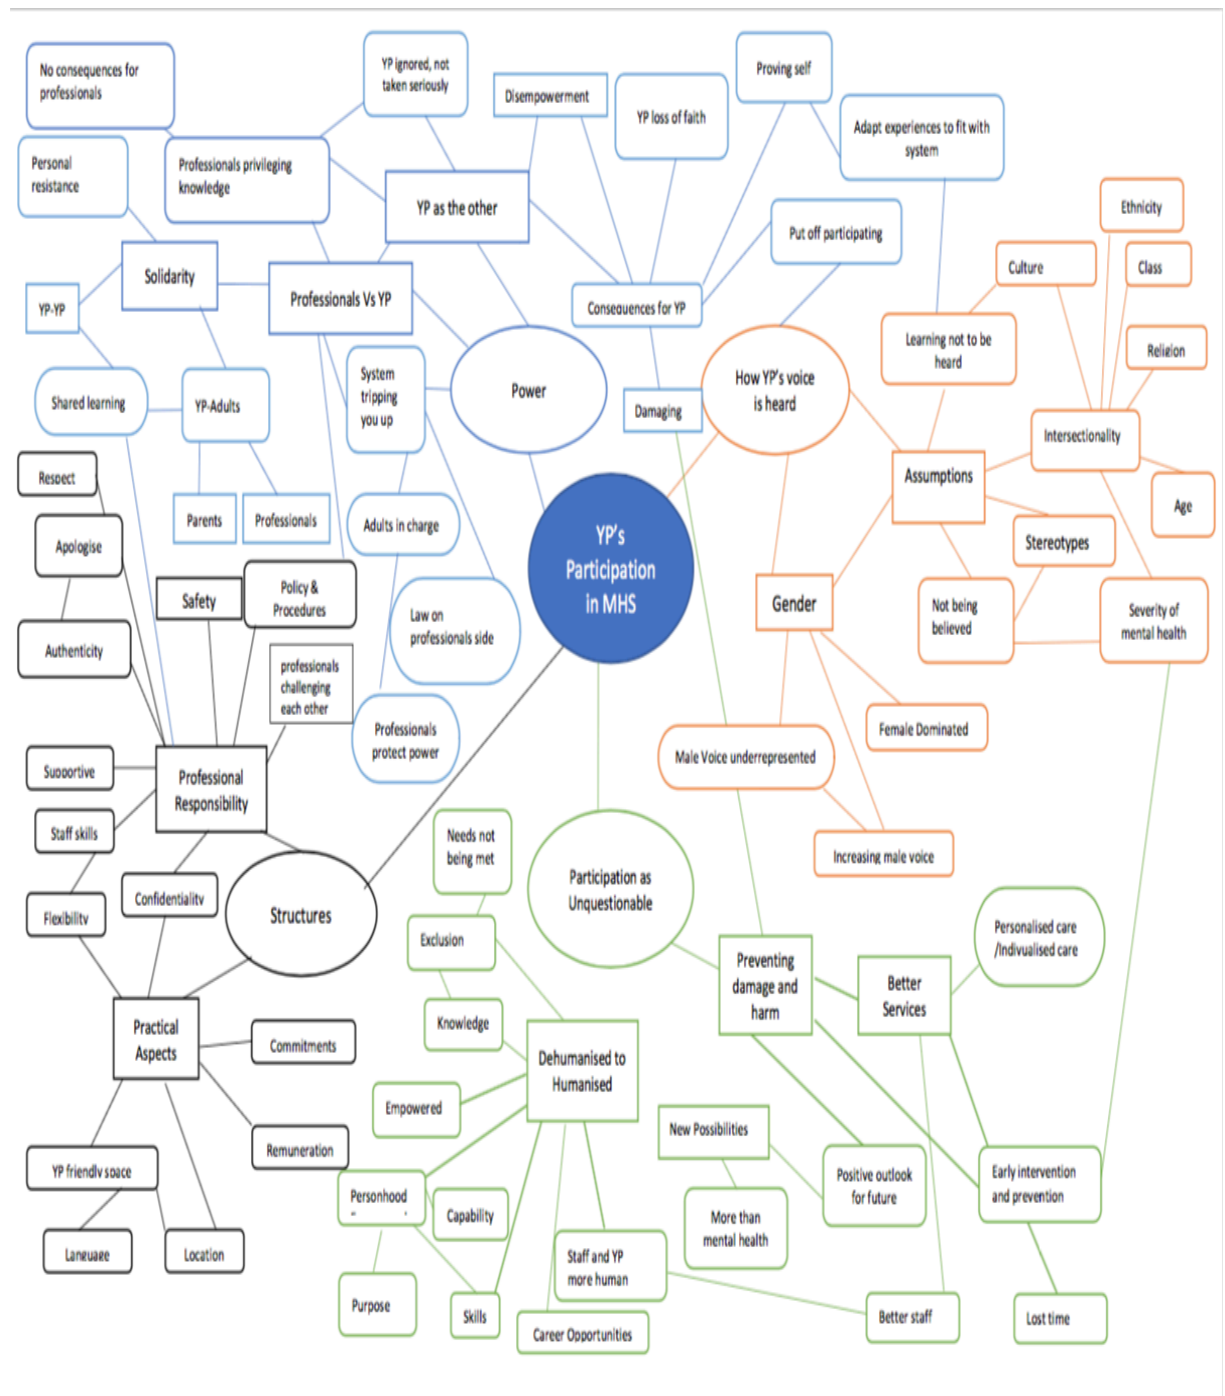 No consequences for
professionals
YP ignored, not
taken seriously
Disempowerment
YP loss of faith
Proving self
Adapt experiences to fit with
system
Personal
resistance
Professionals privileging
knowledge
YP as the other
Put off participating
Ethnicity
Culture
Class
Solidarity
Professionals Vs YP
YP-YP
Consequences for YP
Learning not to be
heard
Religion
Shared learning
YP-Adults
System
tripping
you up
Power
Damaging
How YP's voice
is heard
Intersectionality
Assumptions
Age
Respect
Parents
Professionals
Adults in charge
Apologise
Stereotypes
YP's
Participation
in MHS
Safety
Policy &
Procedures
Law on
professionals side
Gender
Not being
believed
Severity of
mental health
Authenticity
professionals
challenging
each other
Professionals
protect power
Female Dominated
Male Voice underrepresented
Supportive
Professional
Responsibility
Staff skills
Needs not
being met
Increasing male voice
Flexibility
Confidentiality
Structures
Participation as
Unquestionable
Exclusion
Personalised care
/Indivualised care
Preventing
damage and
harm
Better
Services
Practical
Aspects
Commitments
Knowledge
Dehumanised to
Humanised
Empowered
New Possibilities
Remuneration
YP friendly space
Personhood
Capability
Positive outlook
for future
Early intervention
and prevention
More than
mental health
Language
Location
Staff and YP
more human
Purpose
Skills
Career Opportunities
Better staff
Lost time